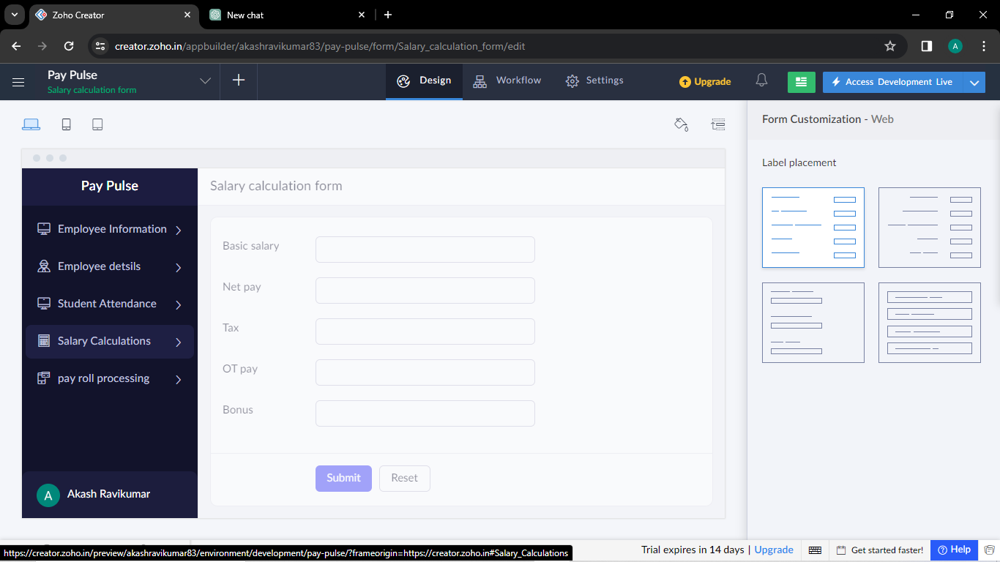 Zoho Creator
New chat
creator.zoho.in/appbuilder/akashravikumar83/pay-pulse/form/Salary_calculation_form/edit
A
Pay Pulse
Salary calculation form
Design
Workflow
Settings
Upgrade
Access Development Live
Form Customization - Web
Label placement
Pay Pulse
Employee Information
Employee detsils
Student Attendance
Salary Calculations
pay roll processing
A
Akash Ravikumar
Salary calculation form
Basic salary
Net pay
Tax
OT pay
Bonus
Submit
Reset
https://creator.zoho.in/preview/akashravikumar83/environment/development/pay-pulse/?frameorigin=https://creator.zoho.in#Salary_Calculations
Trial expires in 14 days | Upgrade
Get started faster!
Help